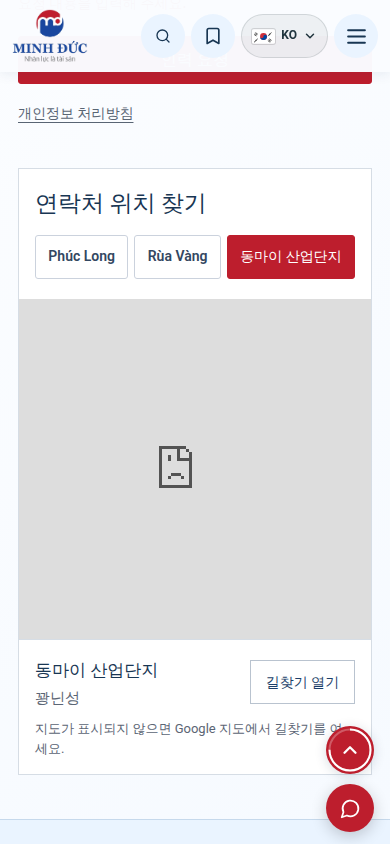 MINH ĐỨC
Nhân lực là tài sản
KO
개인정보 처리방침
연락처 위치 찾기
Phúc Long
Rùa Vàng
동마이 산업단지
동마이 산업단지
꽝닌성
길찾기 열기
지도가 표시되지 않으면 Google 지도에서 길찾기를 여
세요.